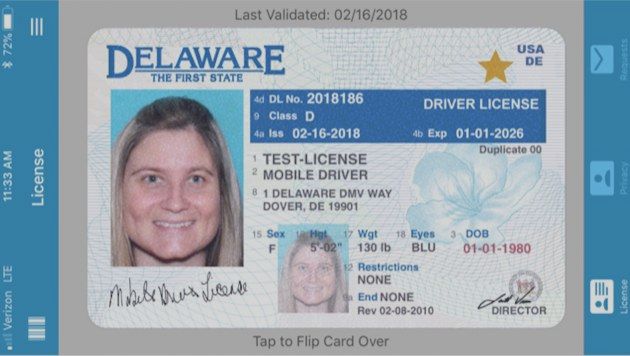 Last Validated: 02/16/2018
72%
11:33 AM
Verizon LTE
License
DELAWARE
THE FIRST STATE
USA
DE
4d DL No. 2018186
DRIVER LICENSE
9 Class D
4a Iss 02-16-2018
4b Exp 01-01-2026
Duplicate 00
1 TEST-LICENSE
2 MOBILE DRIVER
8 1 DELAWARE DMV WAY
DOVER, DE 19901
15 Sex 16 Hgt 17 Wgt 18 Eyes 3 DOB
F 5'-02" 130 lb BLU 01-01-1980
12 Restrictions
NONE
9a End NONE
Rev 02-08-2010
Mobile Driver License
DIRECTOR
Tap to Flip Card Over
Requests
Privacy
License